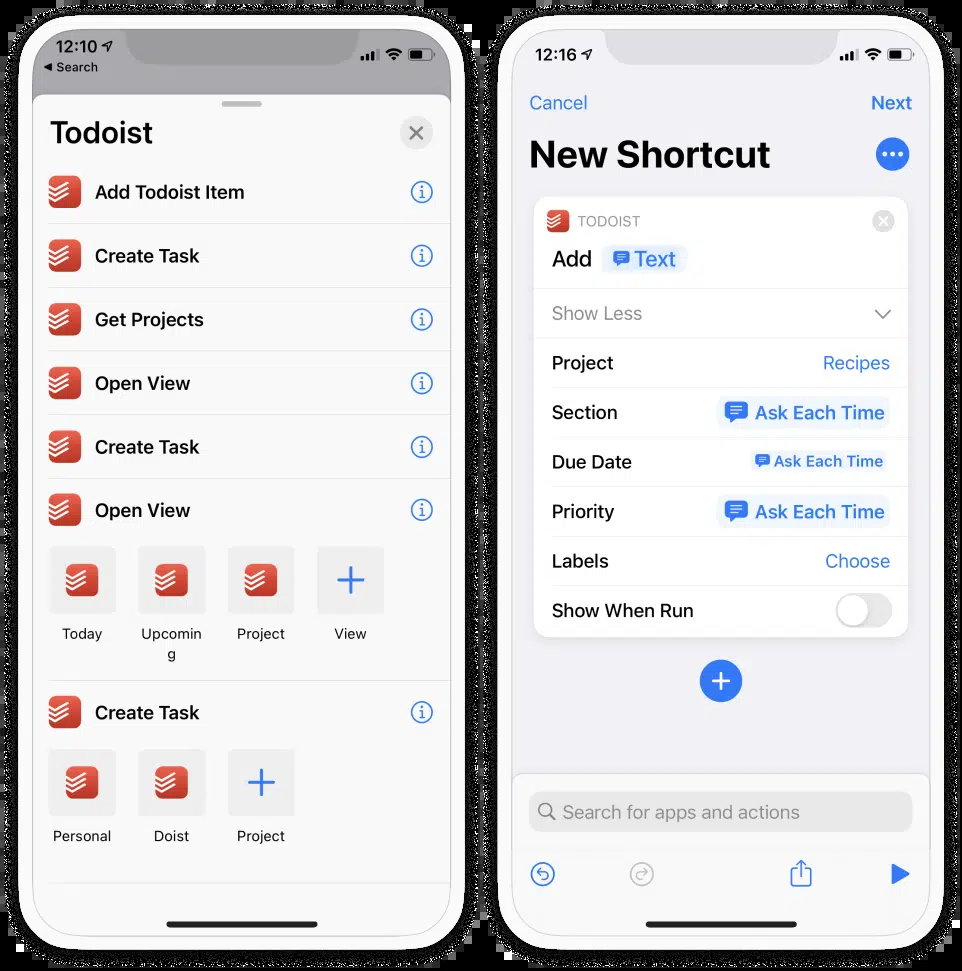 12:10
Search
Todoist
Add Todoist Item
Create Task
Get Projects
Open View
Create Task
Open View
Today
Upcomin
g
Project
View
Create Task
Personal
Doist
Project
12:16
Cancel
Next
New Shortcut
TODOIST
Add Text
Show Less
Project Recipes
Section Ask Each Time
Due Date Ask Each Time
Priority Ask Each Time
Labels Choose
Show When Run
Search for apps and actions